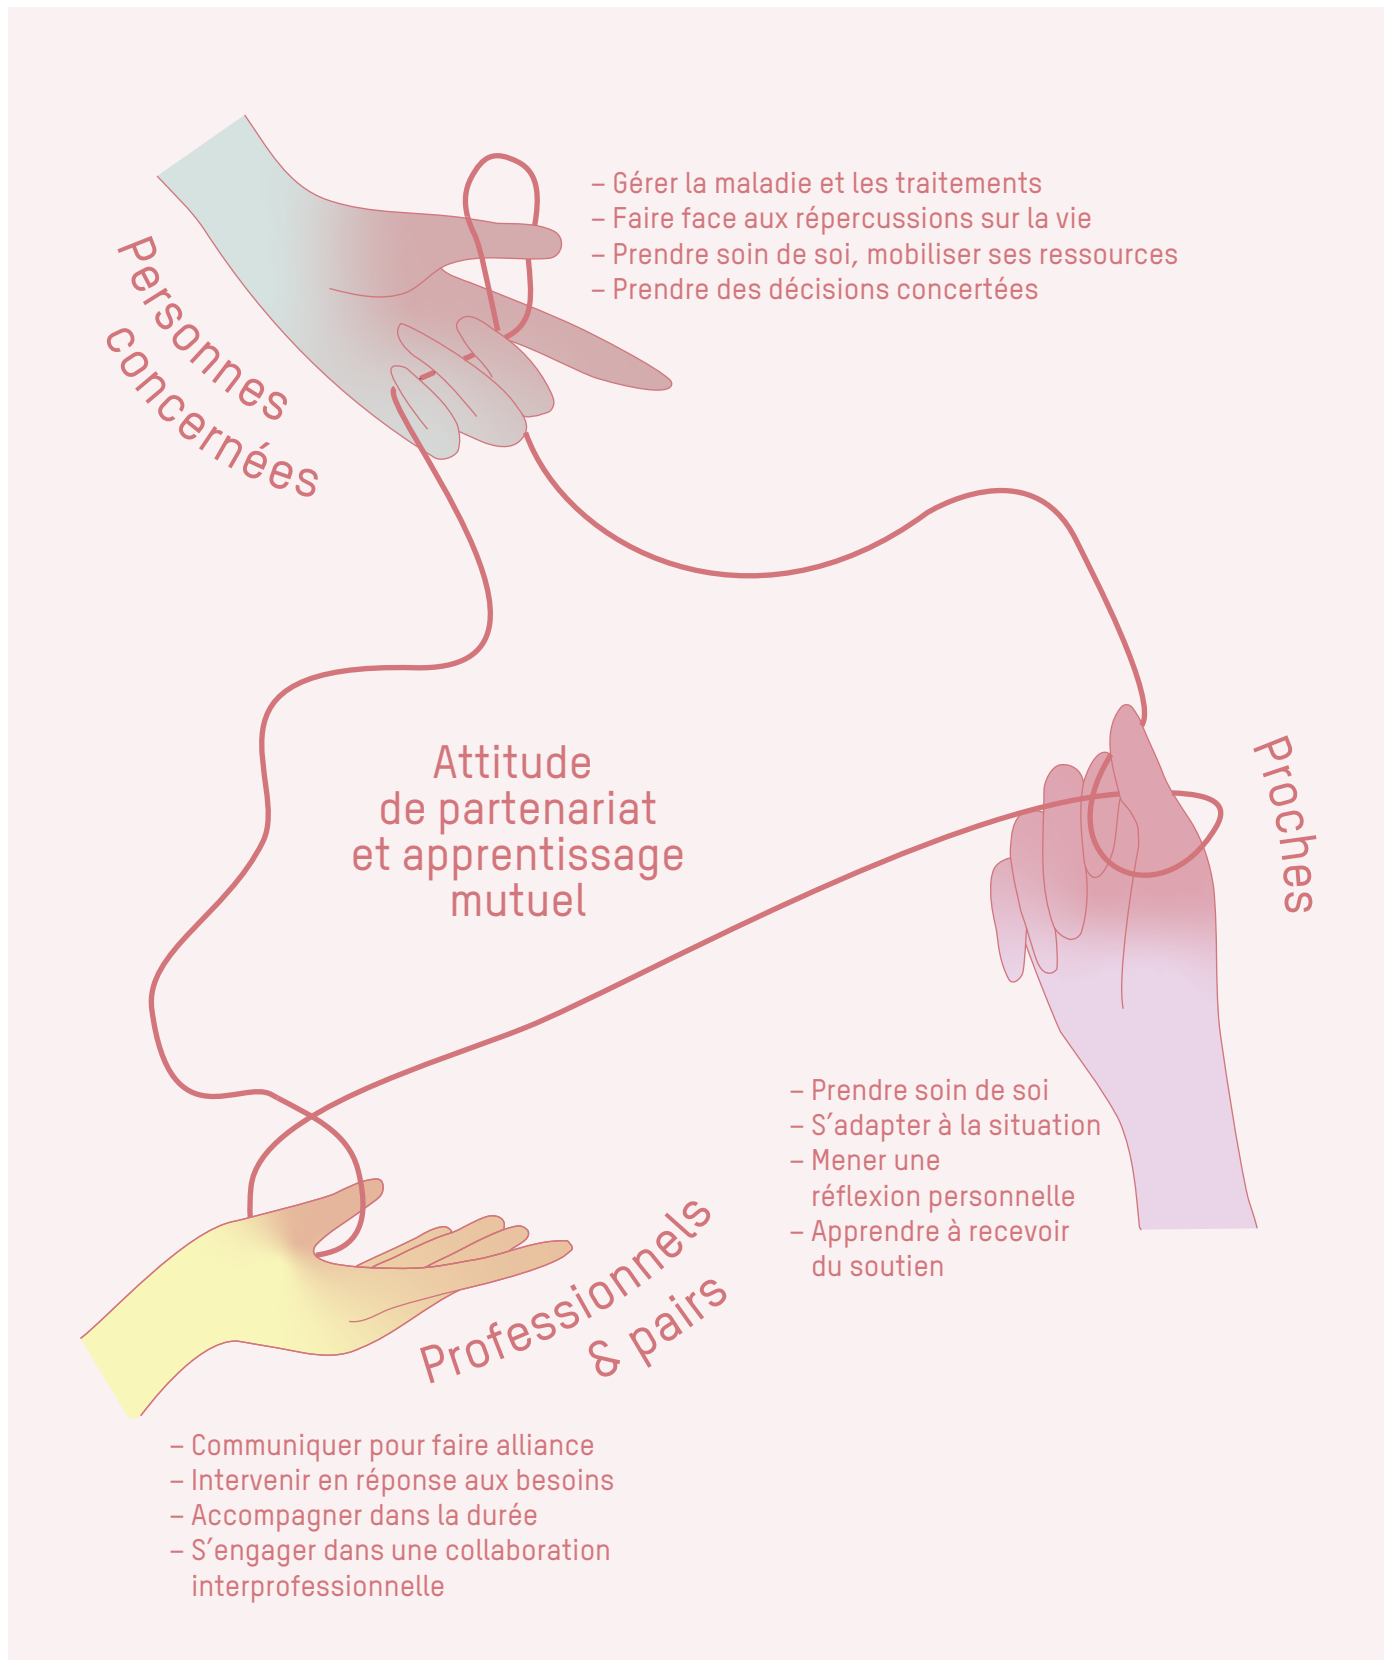 Personnes
concernées
– Gérer la maladie et les traitements
– Faire face aux répercussions sur la vie
– Prendre soin de soi, mobiliser ses ressources
– Prendre des décisions concertées
Attitude
de partenariat
et apprentissage
mutuel
Proches
– Prendre soin de soi
– S´adapter à la situation
– Mener une
réflexion personnelle
– Apprendre à recevoir
du soutien
Professionnels
& pairs
– Communiquer pour faire alliance
– Intervenir en réponse aux besoins
– Accompagner dans la durée
– S´engager dans une collaboration
interprofessionnelle